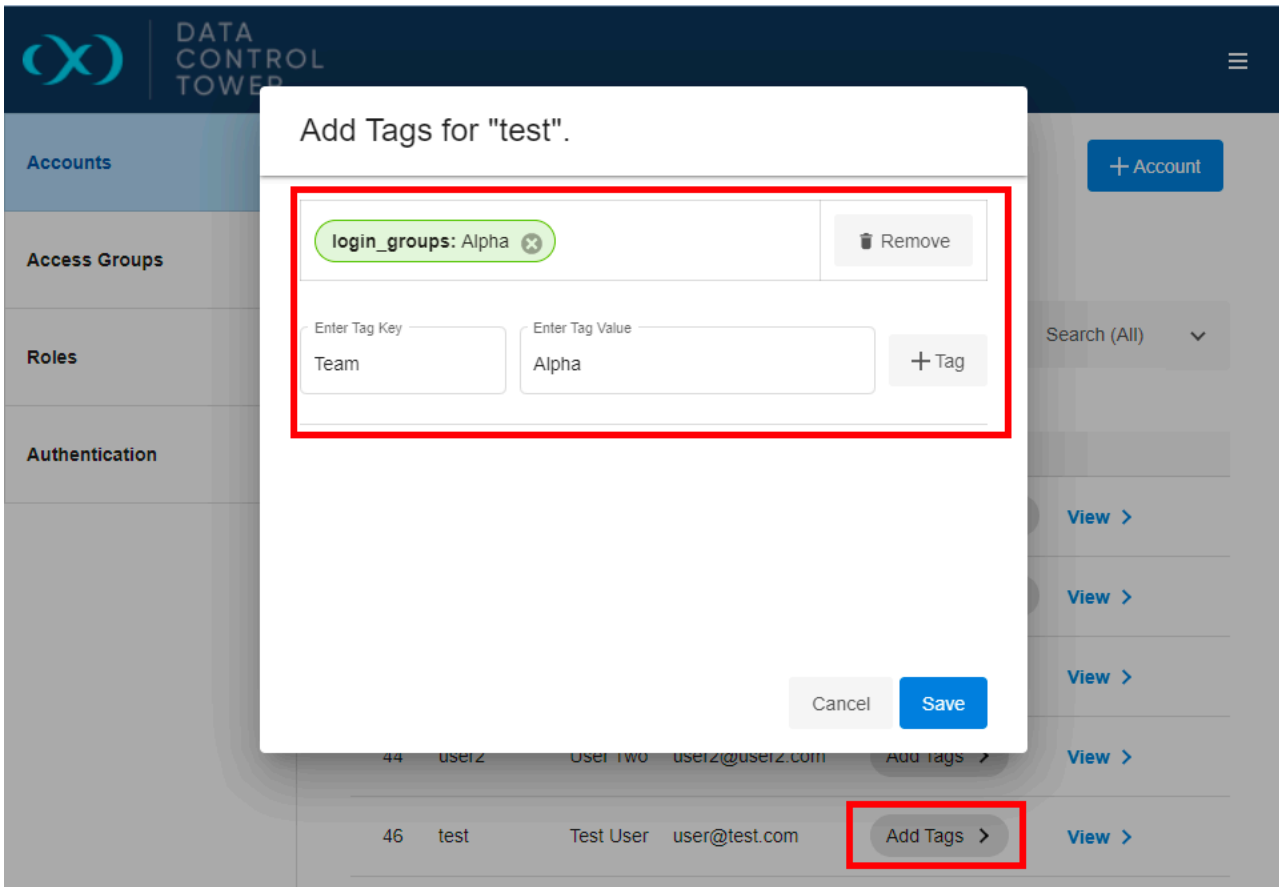 DATA
CONTROL
TOWER
Add Tags for "test".
Accounts
+ Account
login_groups: Alpha
Remove
Access Groups
Enter Tag Key
Enter Tag Value
Search (All)
Team
Alpha
+ Tag
Roles
Authentication
View >
View >
View >
Cancel
Save
44 user2 User Two user2@user2.com Add Tags > View >
46 test Test User user@test.com Add Tags > View >